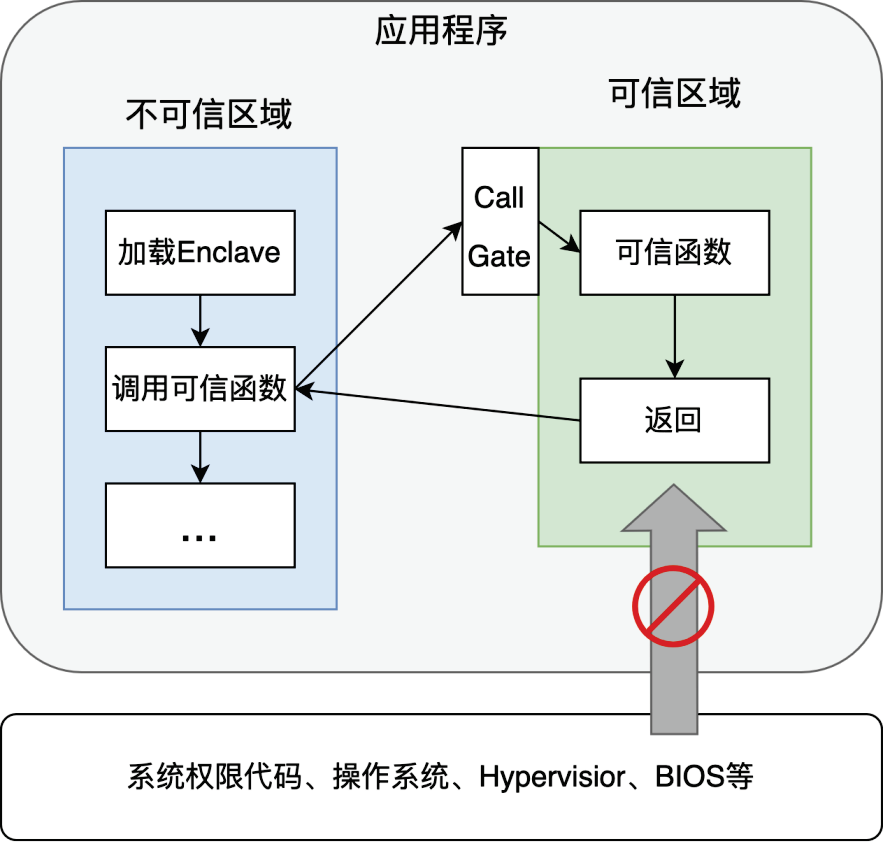 应用程序
不可信区域
可信区域
加载Enclave
调用可信函数
...
Call
Gate
可信函数
返回
系统权限代码、操作系统、Hypervisior、BIOS等